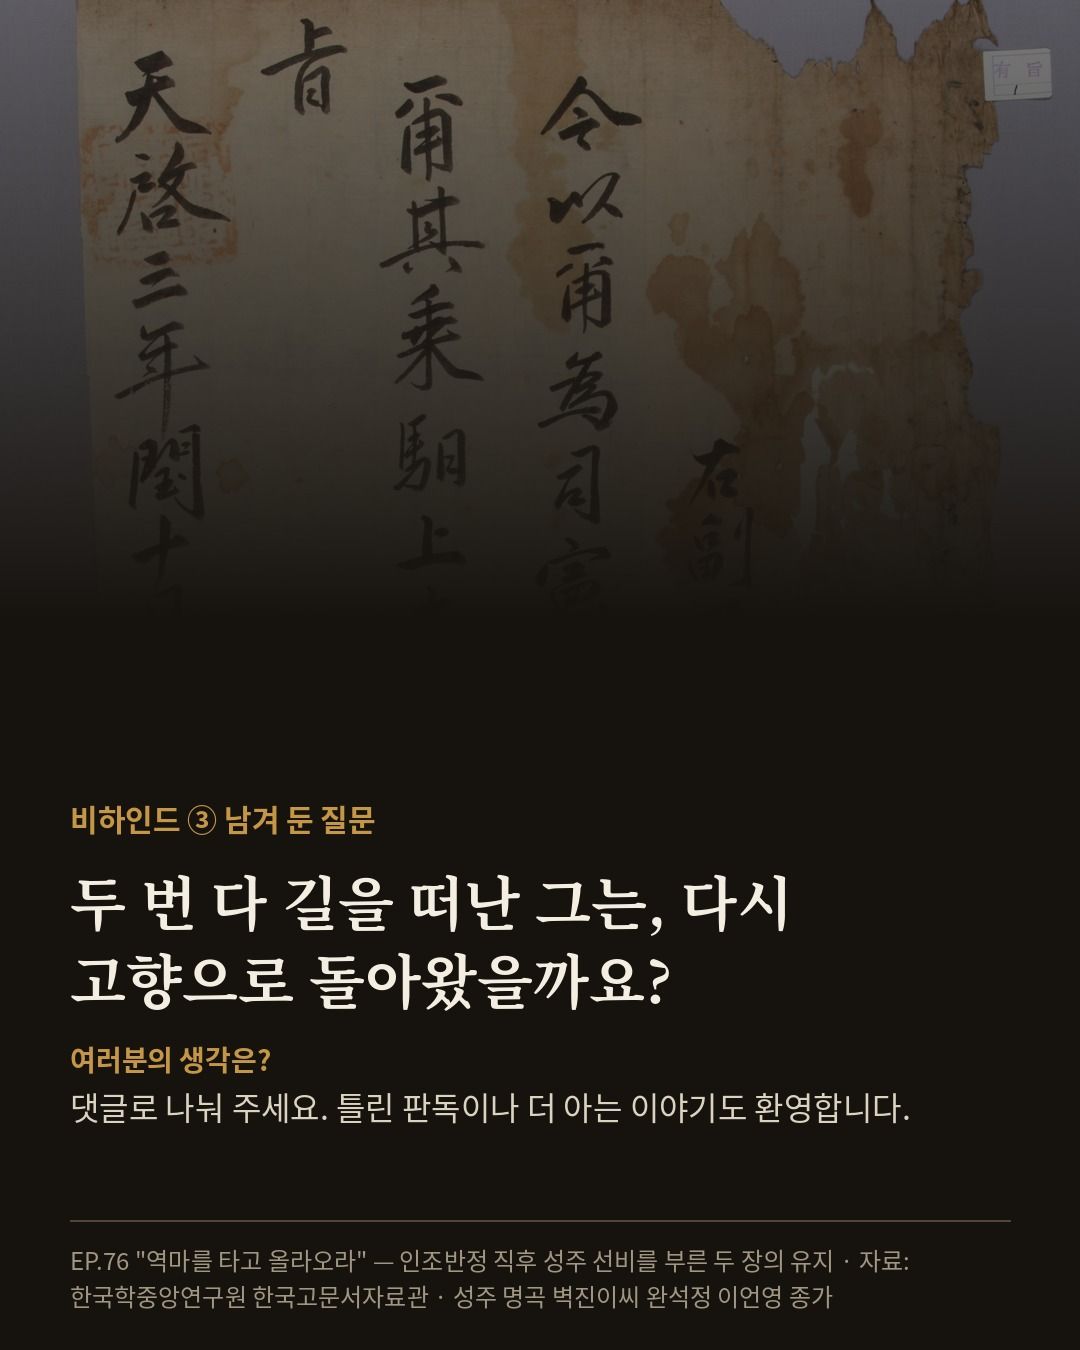 右副
今以爾為司富
爾其乘馹上
旨
天啓三年閏十
有旨
1
비하인드 ③ 남겨 둔 질문
두 번 다 길을 떠난 그는, 다시
고향으로 돌아왔을까요?
여러분의 생각은?
댓글로 나눠 주세요. 틀린 판독이나 더 아는 이야기도 환영합니다.
EP.76 "역마를 타고 올라오라" — 인조반정 직후 성주 선비를 부른 두 장의 유지 · 자료:
한국학중앙연구원 한국고문서자료관 · 성주 명곡 벽진이씨 완석정 이언영 종가